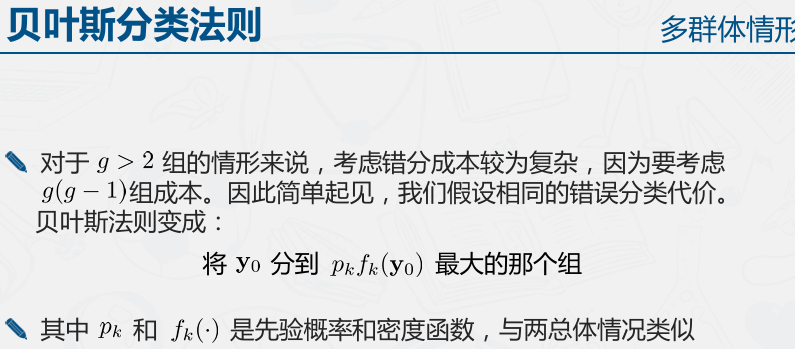 贝叶斯分类法则
多群体情形
对于 g > 2 组的情形来说，考虑错分成本较为复杂，因为要考虑
g(g − 1)组成本。因此简单起见，我们假设相同的错误分类代价。
贝叶斯法则变成：
将 y₀ 分到 pₖfₖ(y₀) 最大的那个组
其中 pₖ 和 fₖ(·) 是先验概率和密度函数，与两总体情况类似